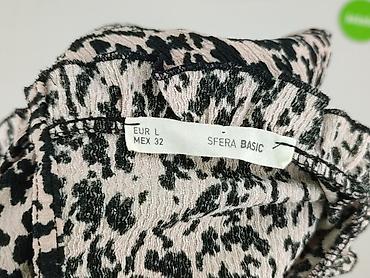 EUR L
MEX 32
SFERA BASIC